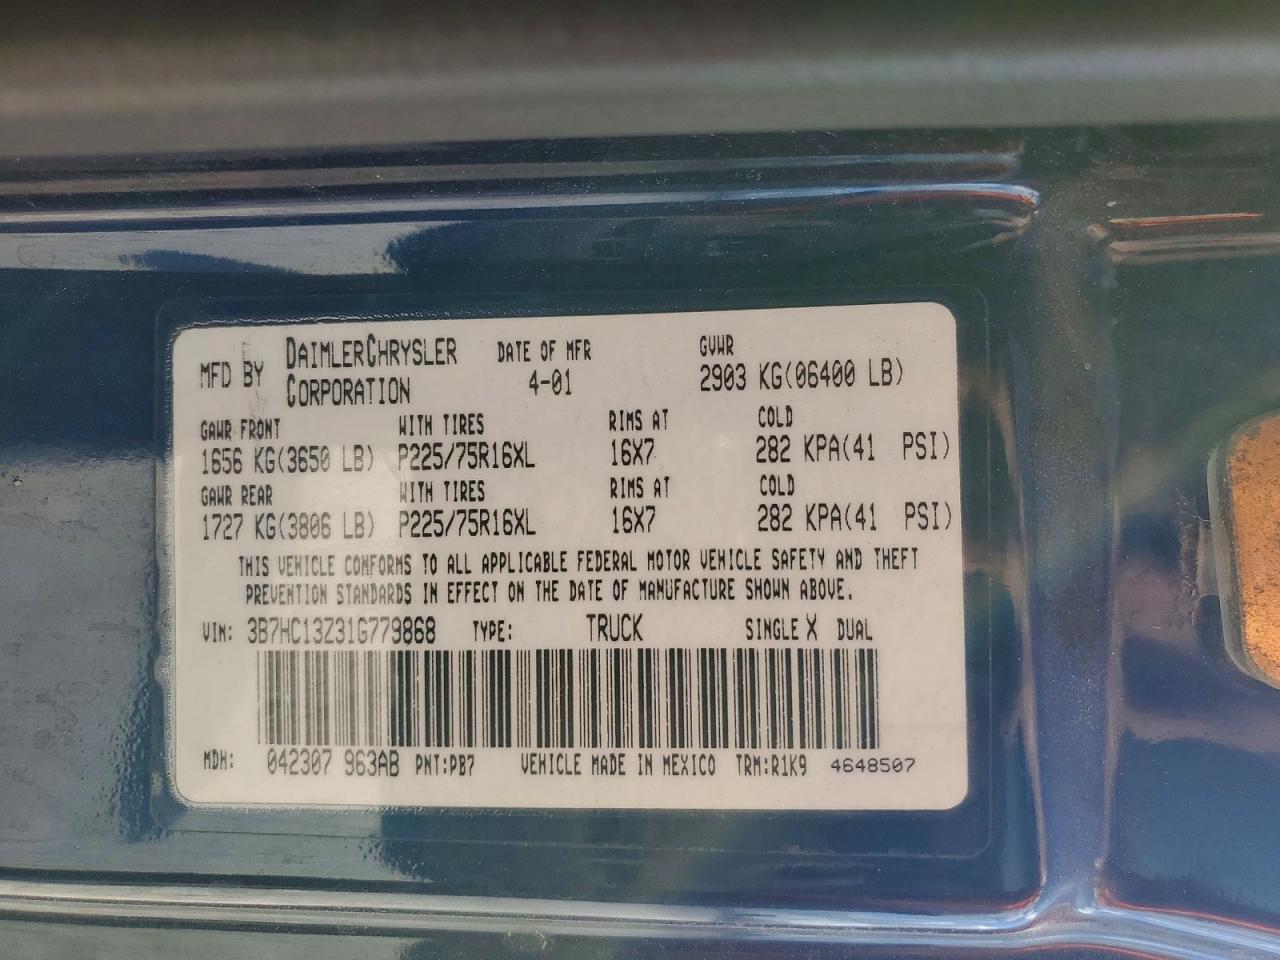 MFD BY DAIMLERCHRYSLER CORPORATION DATE OF MFR 4-01 GVWR 2903 KG(06400 LB)
GAWR FRONT WITH TIRES RIMS AT COLD
1656 KG(3650 LB) P225/75R16XL 16X7 282 KPA(41 PSI)
GAWR REAR WITH TIRES RIMS AT COLD
1727 KG(3806 LB) P225/75R16XL 16X7 282 KPA(41 PSI)
THIS VEHICLE CONFORMS TO ALL APPLICABLE FEDERAL MOTOR VEHICLE SAFETY AND THEFT
PREVENTION STANDARDS IN EFFECT ON THE DATE OF MANUFACTURE SHOWN ABOVE.
VIN: 3B7HC13Z31G779868 TYPE: TRUCK SINGLE X DUAL
MDH: 042307 963AB PNT:PB7 VEHICLE MADE IN MEXICO TRM:R1K9 4648507